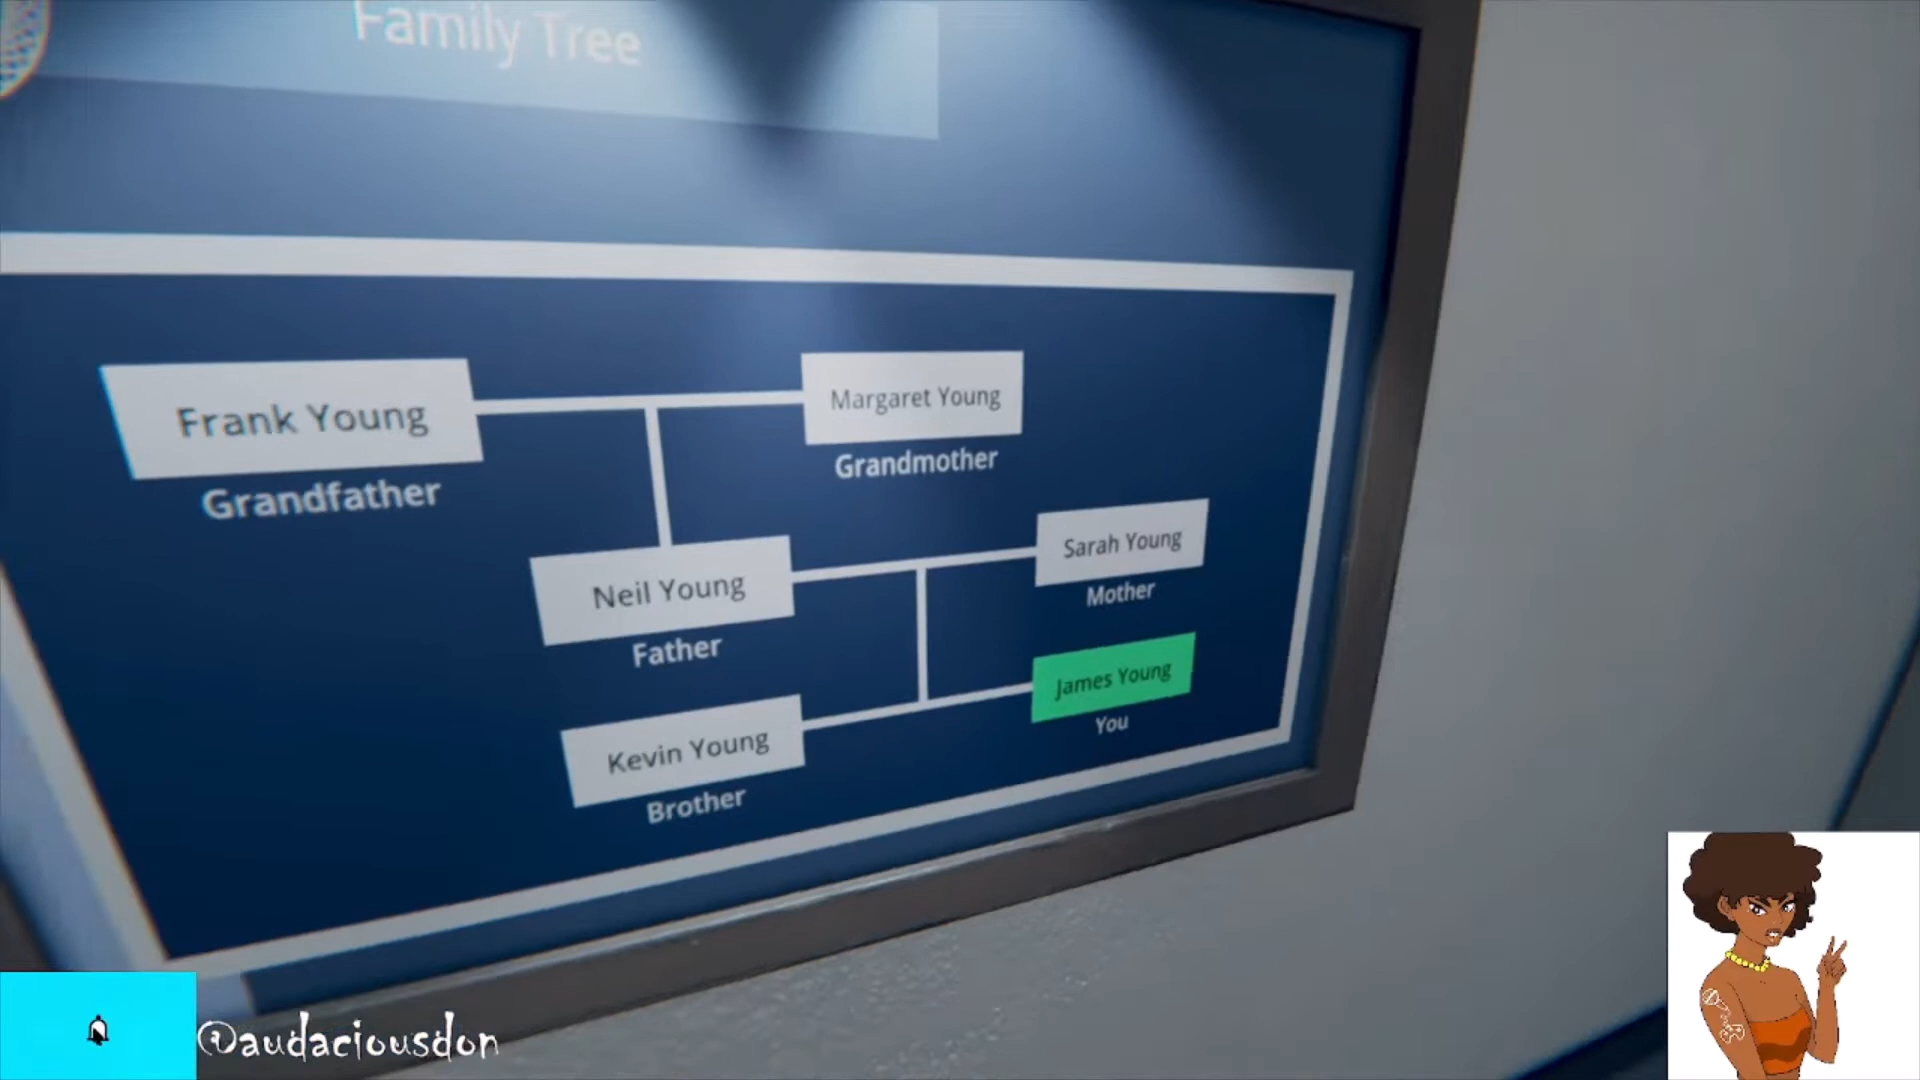 Family Tree
Frank Young
Grandfather
Margaret Young
Grandmother
Neil Young
Father
Sarah Young
Mother
Kevin Young
Brother
James Young
You
@audaciousdon